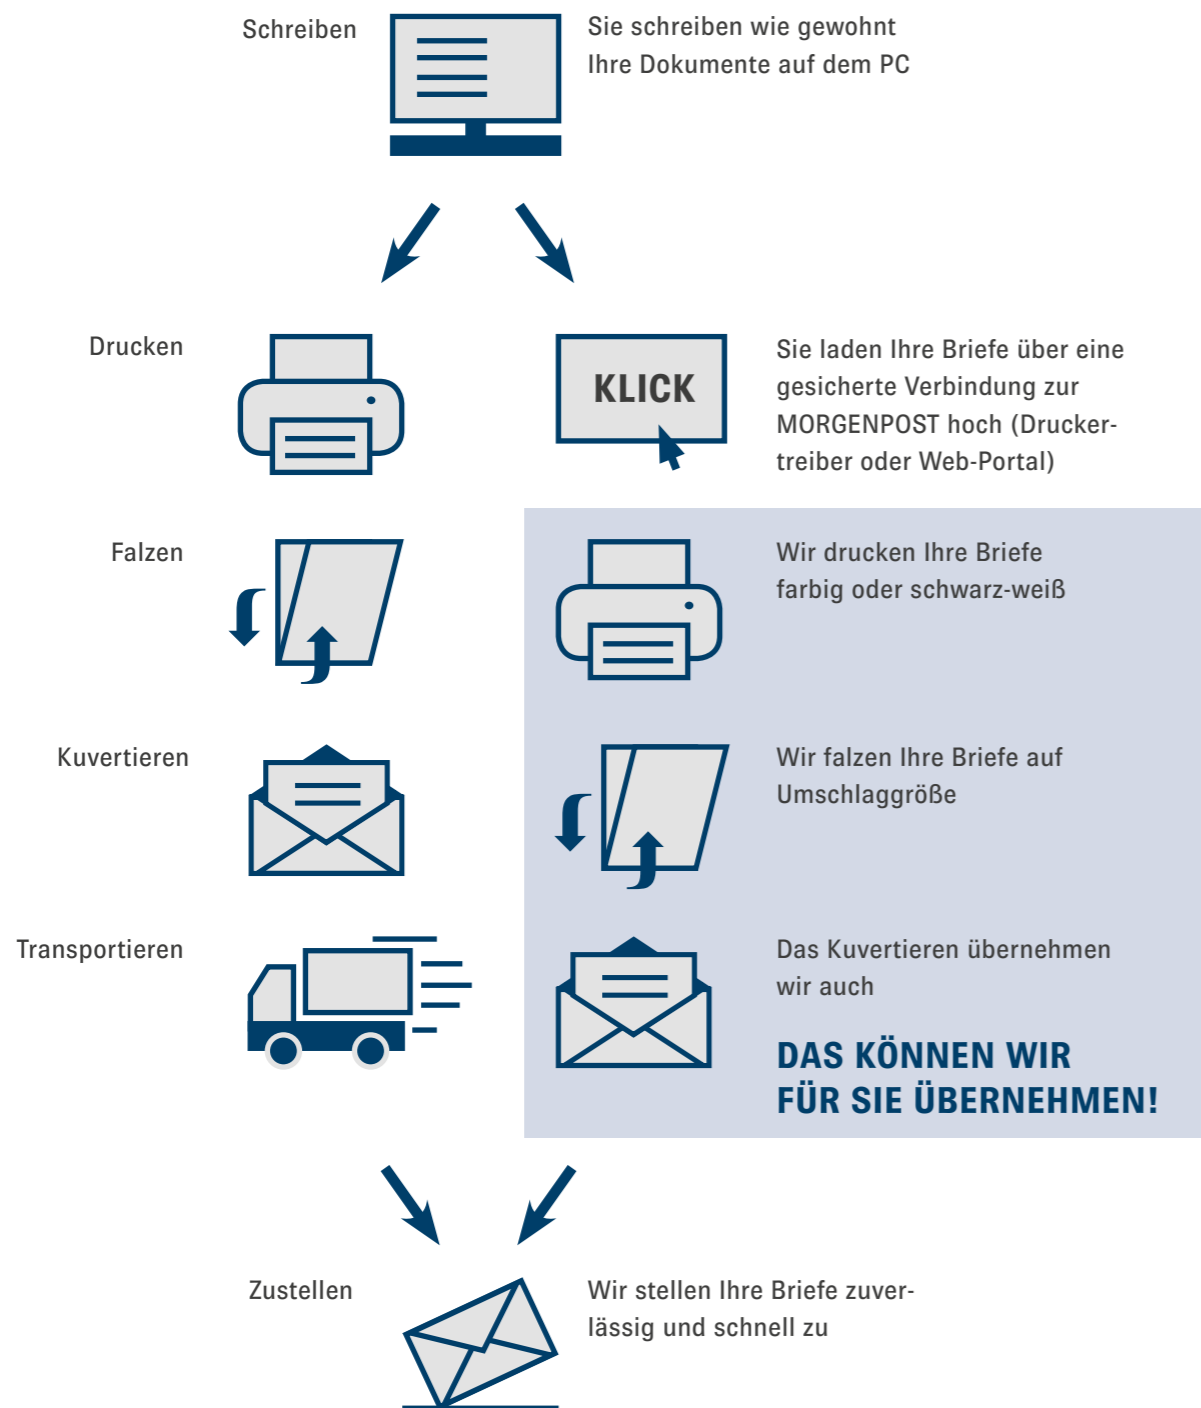 Schreiben
Sie schreiben wie gewohnt
Ihre Dokumente auf dem PC
Drucken
KLICK
Sie laden Ihre Briefe über eine
gesicherte Verbindung zur
MORGENPOST hoch (Drucker-
treiber oder Web-Portal)
Falzen
Wir drucken Ihre Briefe
farbig oder schwarz-weiß
Kuvertieren
Wir falzen Ihre Briefe auf
Umschlaggröße
Transportieren
Das Kuvertieren übernehmen
wir auch
DAS KÖNNEN WIR
FÜR SIE ÜBERNEHMEN!
Zustellen
Wir stellen Ihre Briefe zuver-
lässig und schnell zu